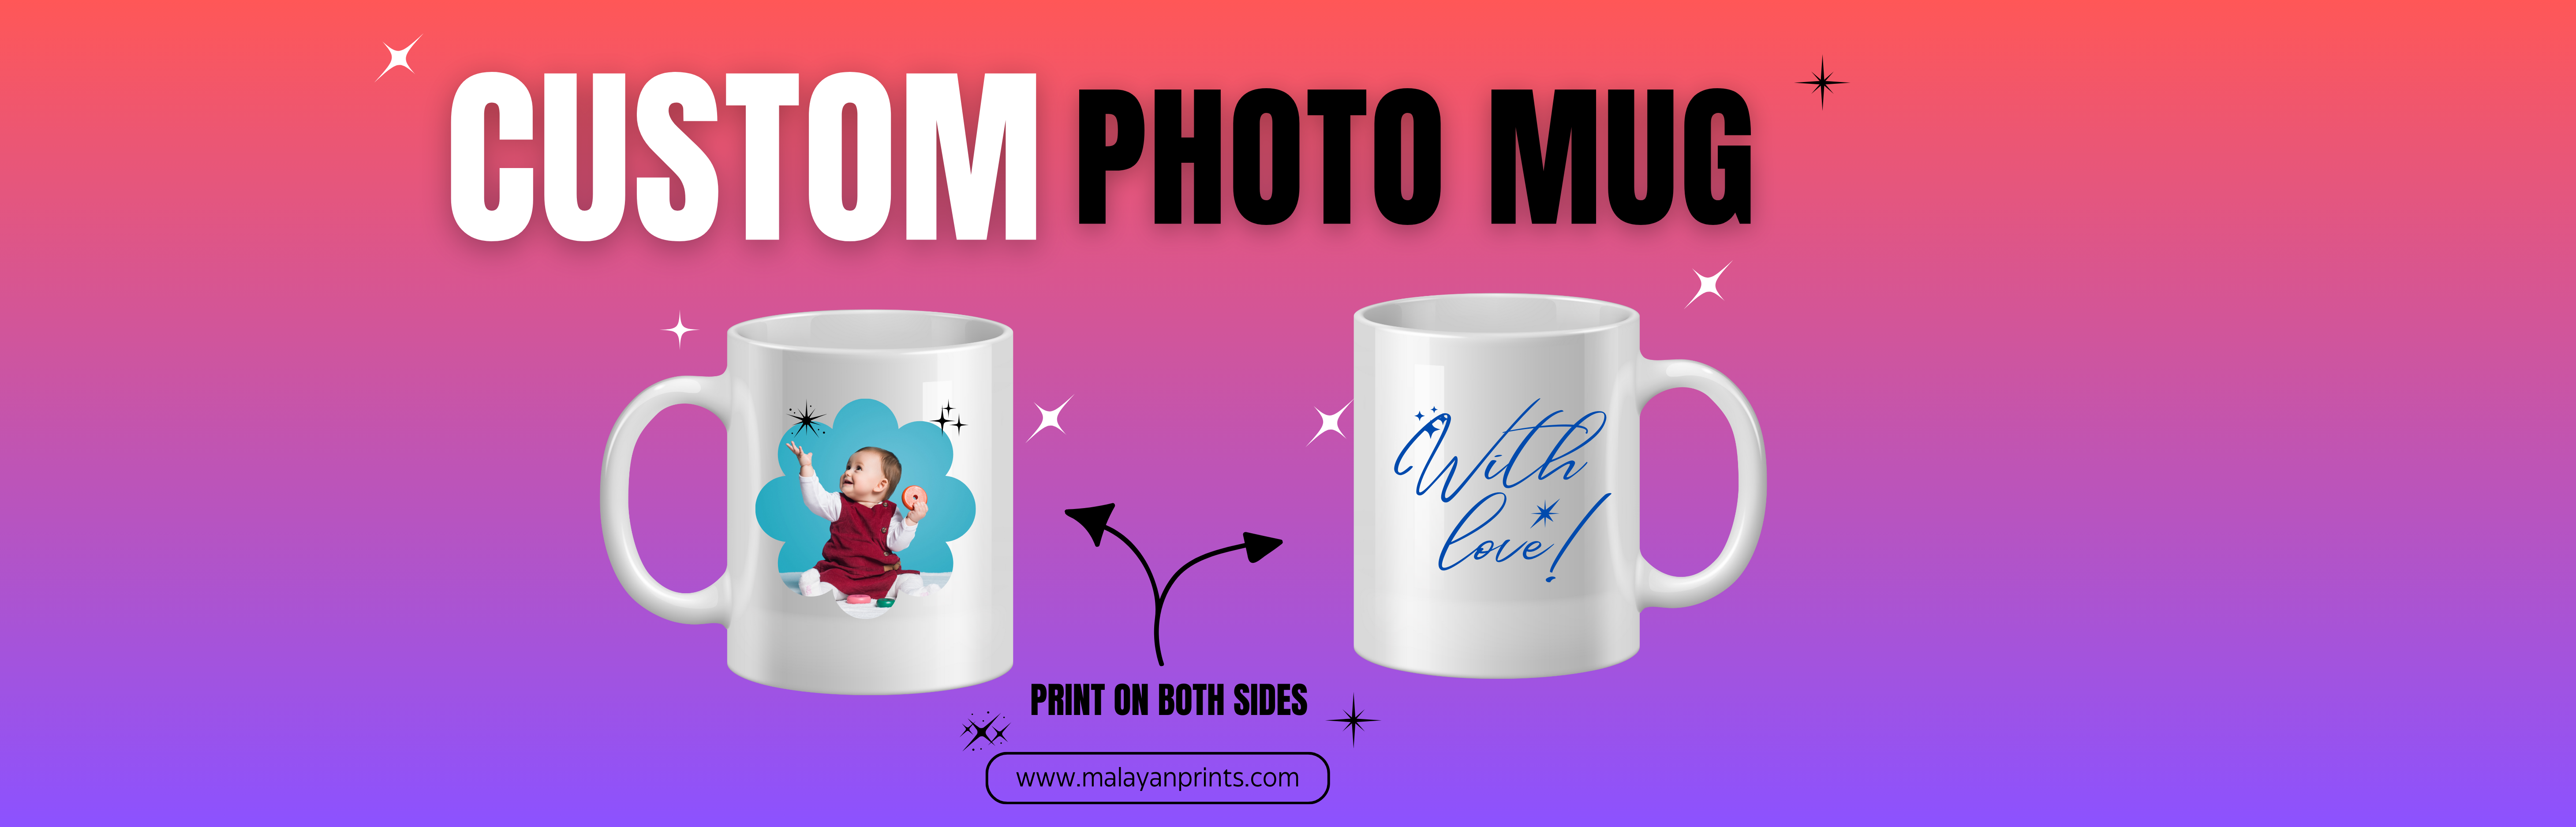 CUSTOM PHOTO MUG
With
love!
PRINT ON BOTH SIDES
www.malayanprints.com